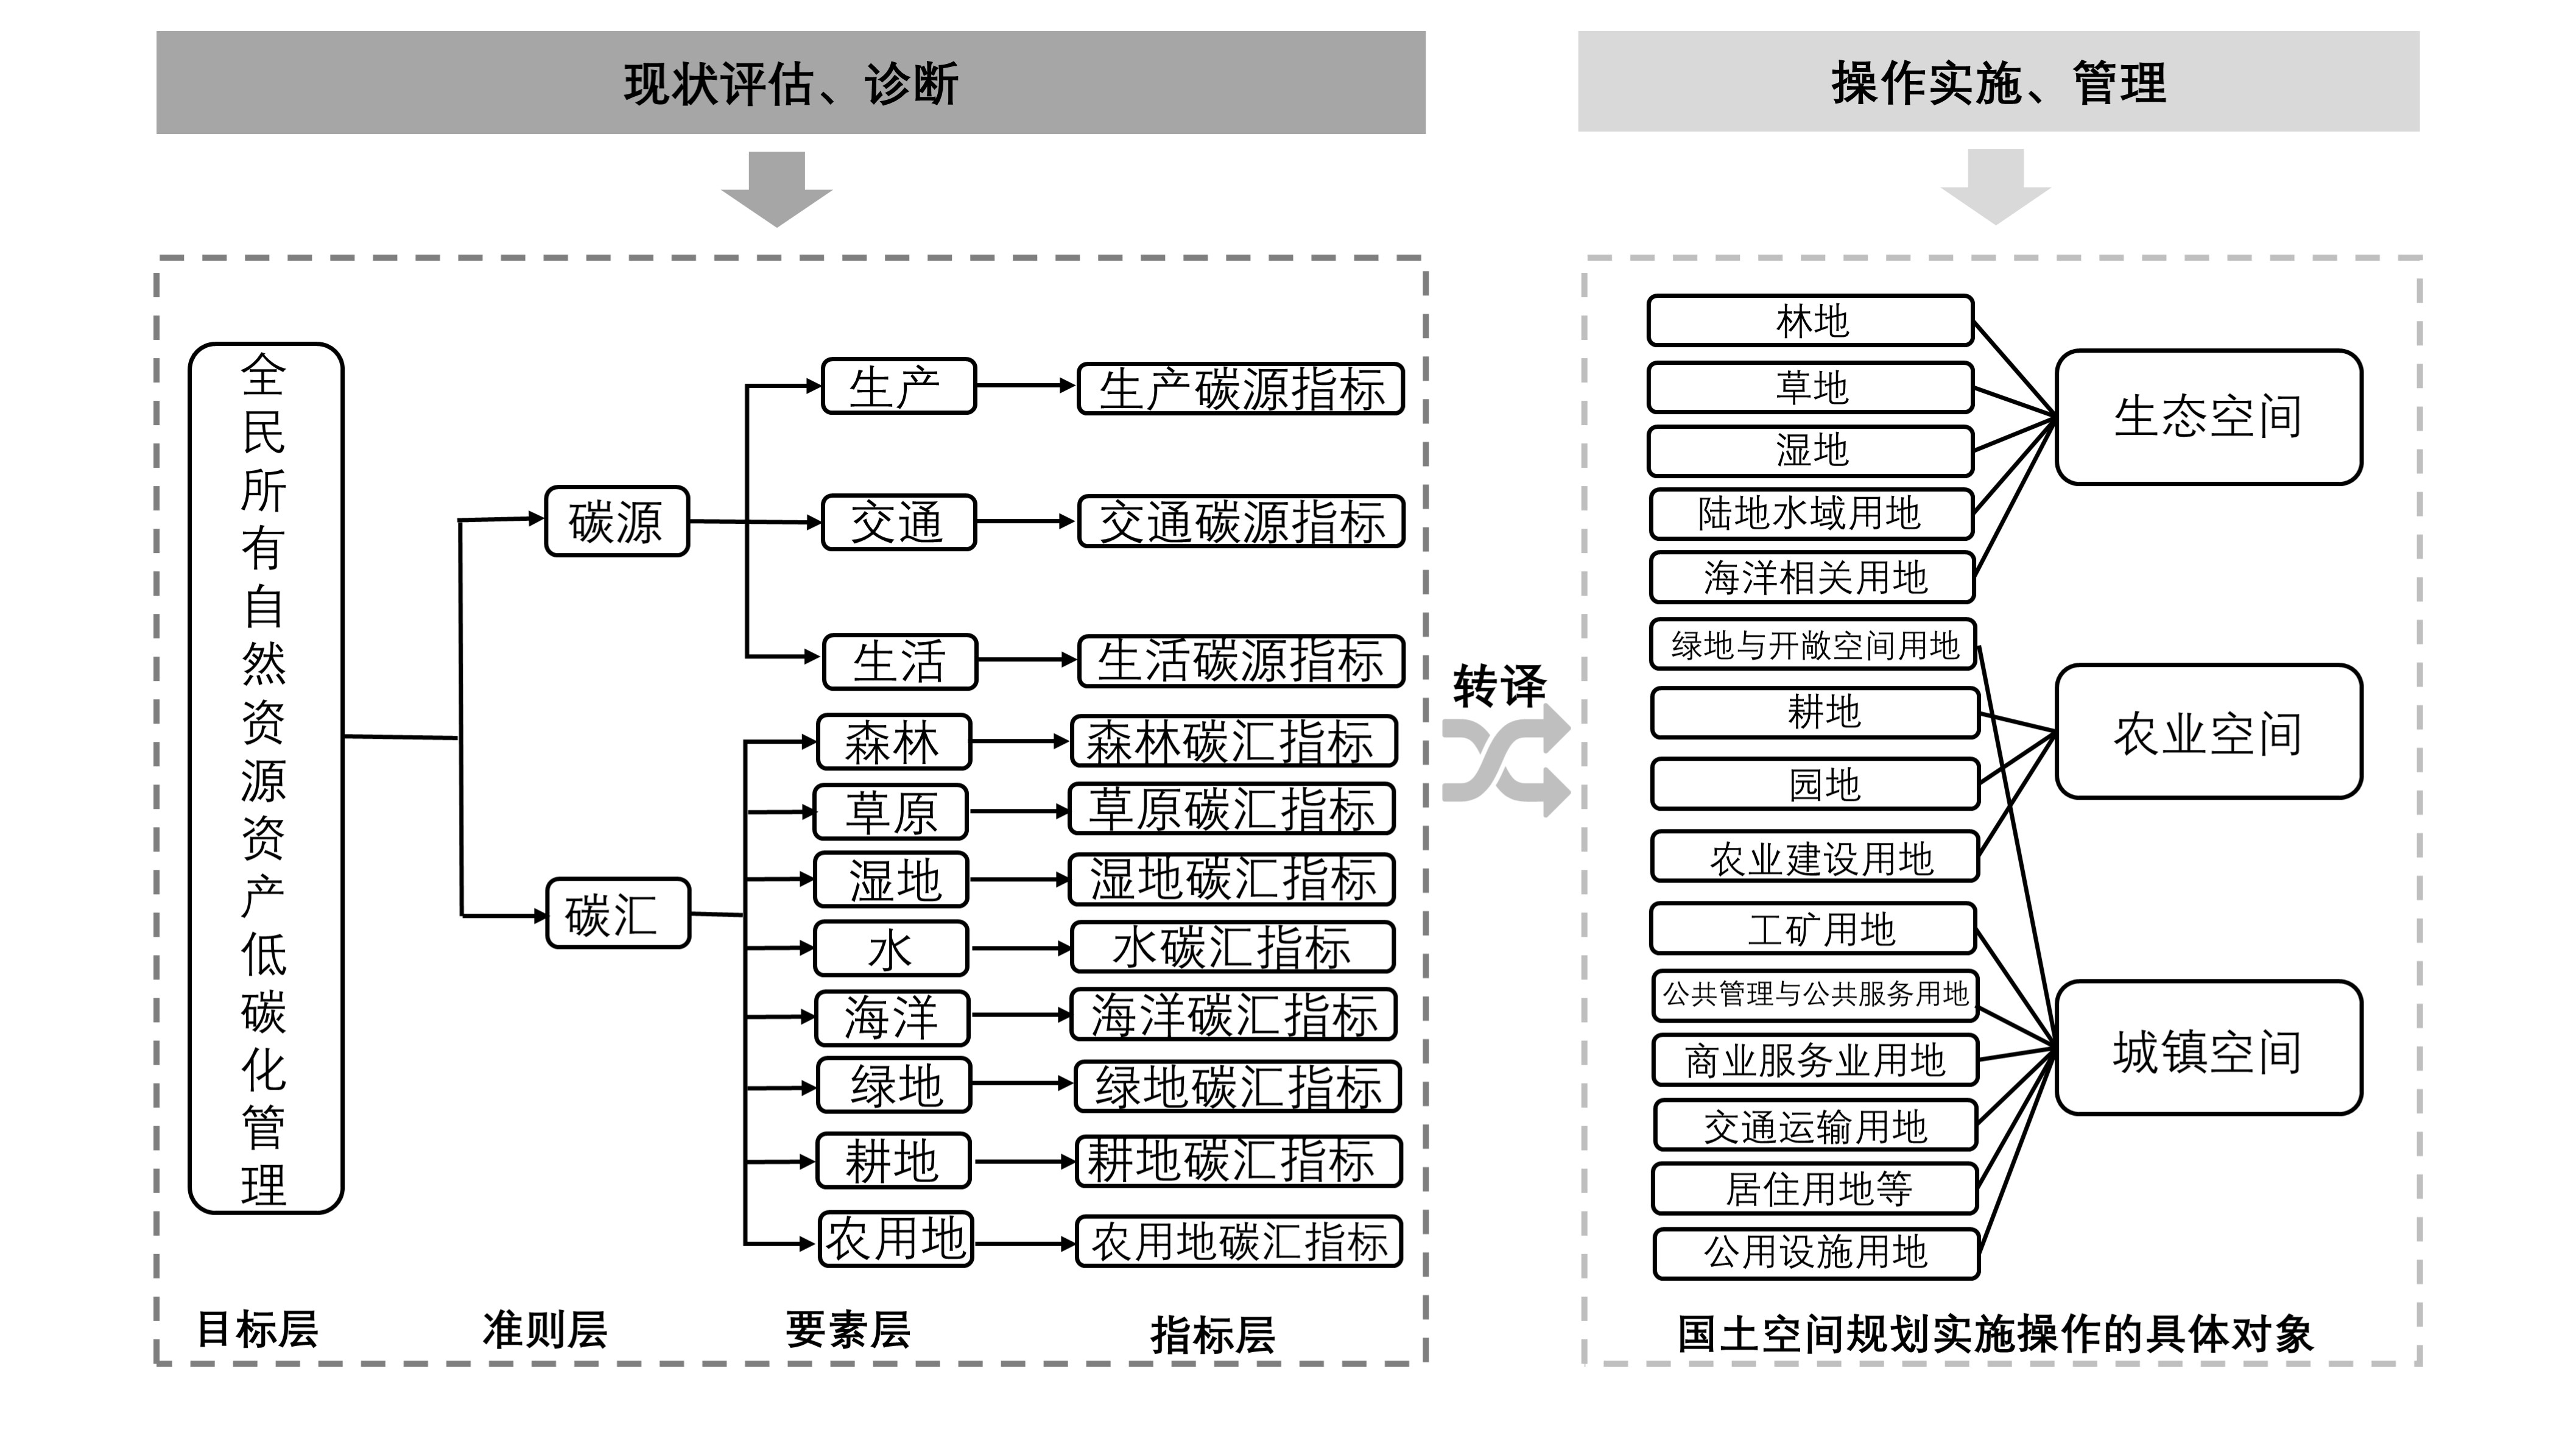 现状评估、诊断
操作实施、管理
全民所有自然资源资产低碳化管理
碳源
碳汇
生产
交通
生活
森林
草原
湿地
水
海洋
绿地
耕地
农用地
生产碳源指标
交通碳源指标
生活碳源指标
森林碳汇指标
草原碳汇指标
湿地碳汇指标
水碳汇指标
海洋碳汇指标
绿地碳汇指标
耕地碳汇指标
农用地碳汇指标
目标层
准则层
要素层
指标层
转译
林地
草地
湿地
陆地水域用地
海洋相关用地
绿地与开敞空间用地
耕地
园地
农业建设用地
工矿用地
公共管理与公共服务用地
商业服务业用地
交通运输用地
居住用地等
公用设施用地
生态空间
农业空间
城镇空间
国土空间规划实施操作的具体对象